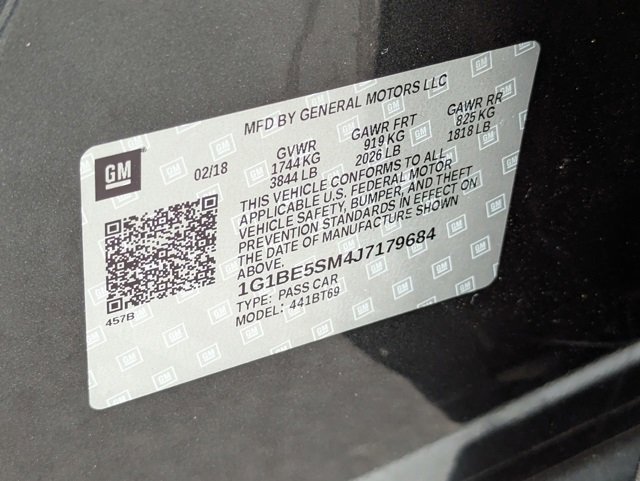 MFD BY GENERAL MOTORS LLC
GM
02/18
GVWR
1744 KG
3844 LB
GAWR FRT
919 KG
2026 LB
GAWR RR
825 KG
1818 LB
THIS VEHICLE CONFORMS TO ALL
APPLICABLE U.S. FEDERAL MOTOR
VEHICLE SAFETY, BUMPER, AND THEFT
PREVENTION STANDARDS IN EFFECT ON
THE DATE OF MANUFACTURE SHOWN
ABOVE.
1G1BE5SM4J7179684
TYPE: PASS CAR
MODEL: 441BT69
457B